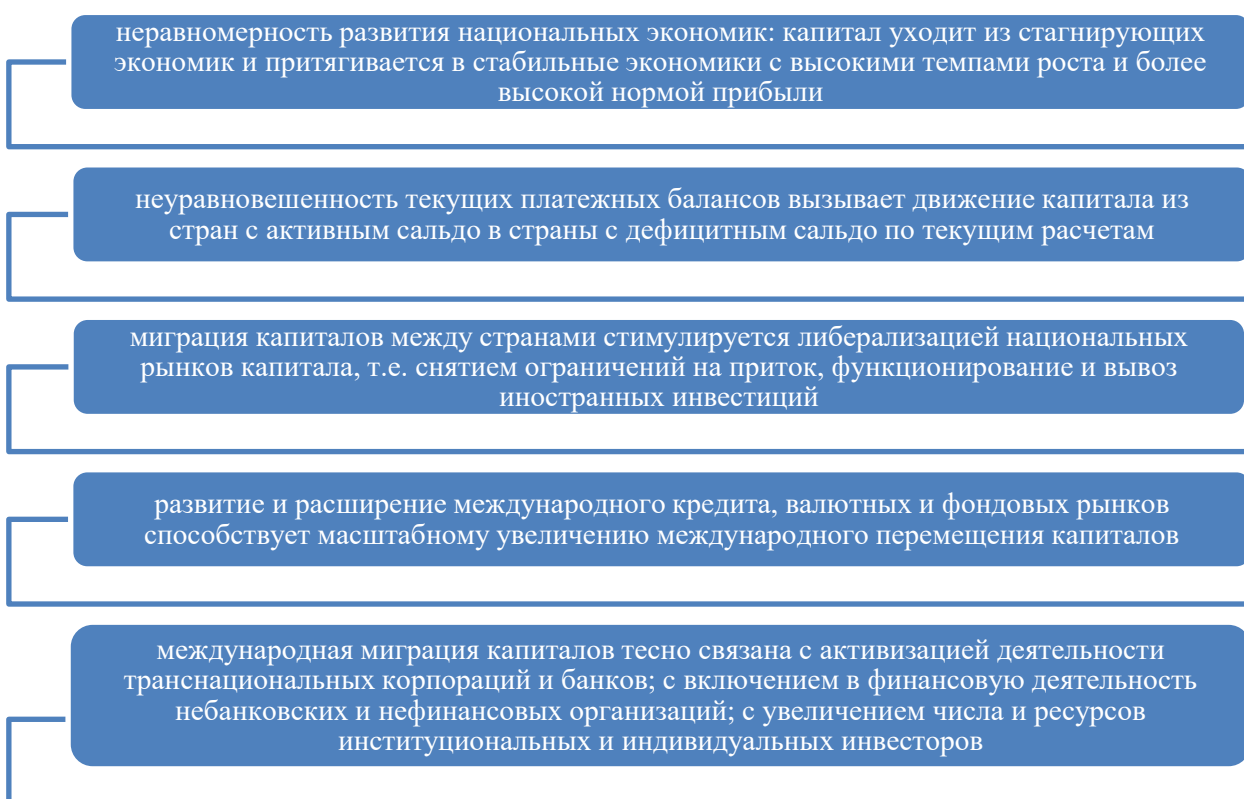 неравномерность развития национальных экономик: капитал уходит из стагнирующих
экономик и притягивается в стабильные экономики с высокими темпами роста и более
высокой нормой прибыли
неуравновешенность текущих платежных балансов вызывает движение капитала из
стран с активным сальдо в страны с дефицитным сальдо по текущим расчетам
миграция капиталов между странами стимулируется либерализацией национальных
рынков капитала, т.е. снятием ограничений на приток, функционирование и вывоз
иностранных инвестиций
развитие и расширение международного кредита, валютных и фондовых рынков
способствует масштабному увеличению международного перемещения капиталов
международная миграция капиталов тесно связана с активизацией деятельности
транснациональных корпораций и банков; с включением в финансовую деятельность
небанковских и нефинансовых организаций; с увеличением числа и ресурсов
институциональных и индивидуальных инвесторов